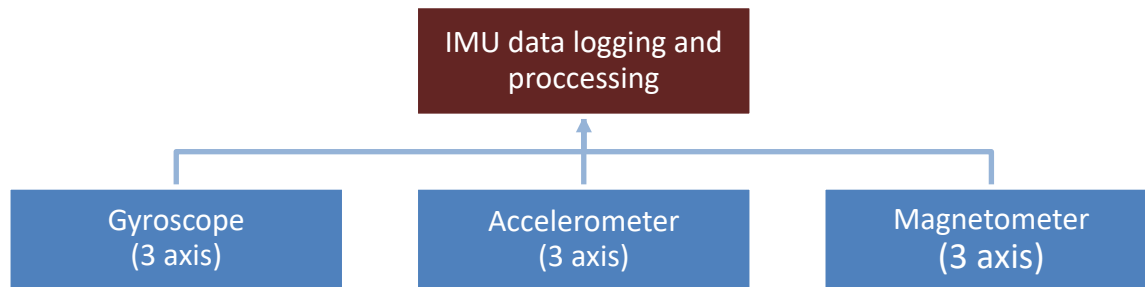 IMU data logging and
proccessing
Gyroscope
(3 axis)
Accelerometer
(3 axis)
Magnetometer
(3 axis)